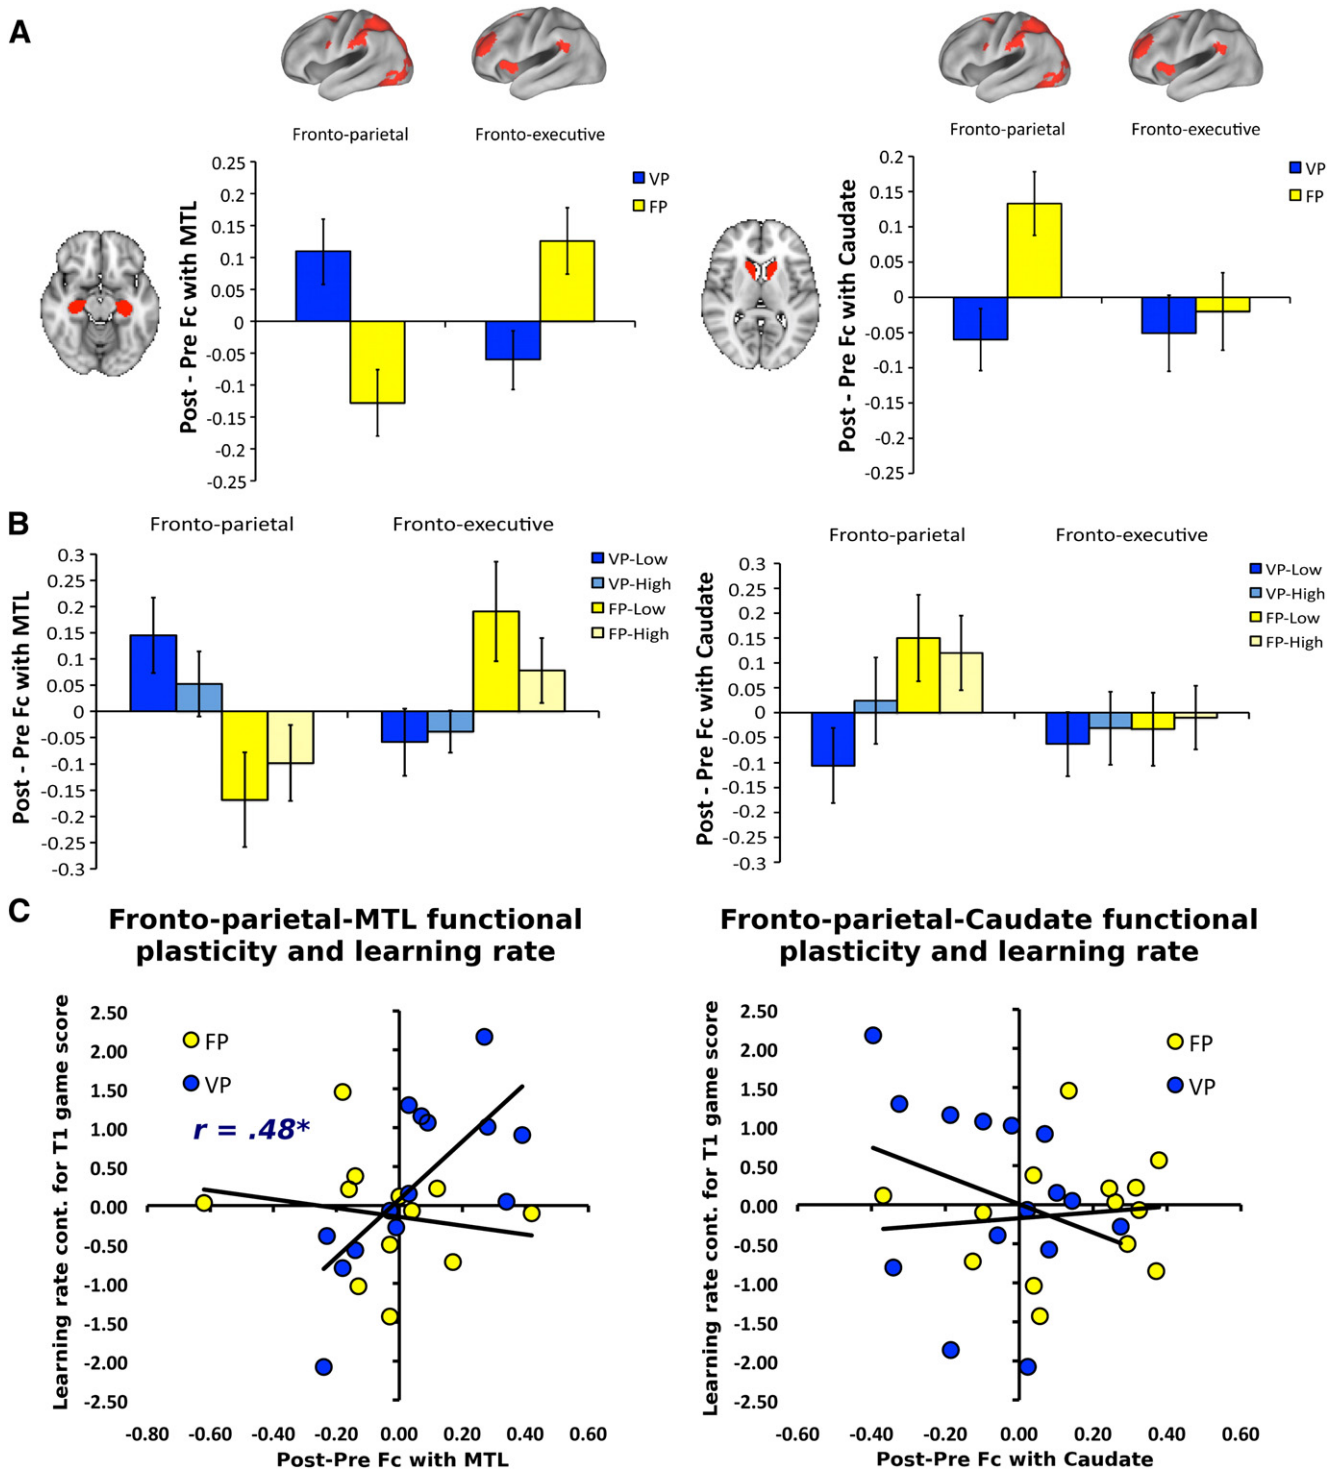 A
Fronto-parietal Fronto-executive
Post - Pre Fc with MTL
0.25
0.2
0.15
0.1
0.05
0
-0.05
-0.1
-0.15
-0.2
-0.25
VP
FP
Fronto-parietal Fronto-executive
Post - Pre Fc with Caudate
0.2
0.15
0.1
0.05
0
-0.05
-0.1
-0.15
-0.2
-0.25
VP
FP
B
Fronto-parietal Fronto-executive
Post - Pre Fc with MTL
0.3
0.25
0.2
0.15
0.1
0.05
0
-0.05
-0.1
-0.15
-0.2
-0.25
-0.3
VP-Low
VP-High
FP-Low
FP-High
Fronto-parietal Fronto-executive
Post - Pre Fc with Caudate
0.3
0.25
0.2
0.15
0.1
0.05
0
-0.05
-0.1
-0.15
-0.2
-0.25
-0.3
VP-Low
VP-High
FP-Low
FP-High
C
Fronto-parietal-MTL functional
plasticity and learning rate
Learning rate cont. for T1 game score
2.50
2.00
1.50
1.00
0.50
0.00
-0.50
-1.00
-1.50
-2.00
-2.50
FP
VP
r = .48*
-0.80 -0.60 -0.40 -0.20 0.00 0.20 0.40 0.60
Post-Pre Fc with MTL
Fronto-parietal-Caudate functional
plasticity and learning rate
Learning rate cont. for T1 game score
2.50
2.00
1.50
1.00
0.50
0.00
-0.50
-1.00
-1.50
-2.00
-2.50
FP
VP
-0.60 -0.40 -0.20 0.00 0.20 0.40 0.60
Post-Pre Fc with Caudate